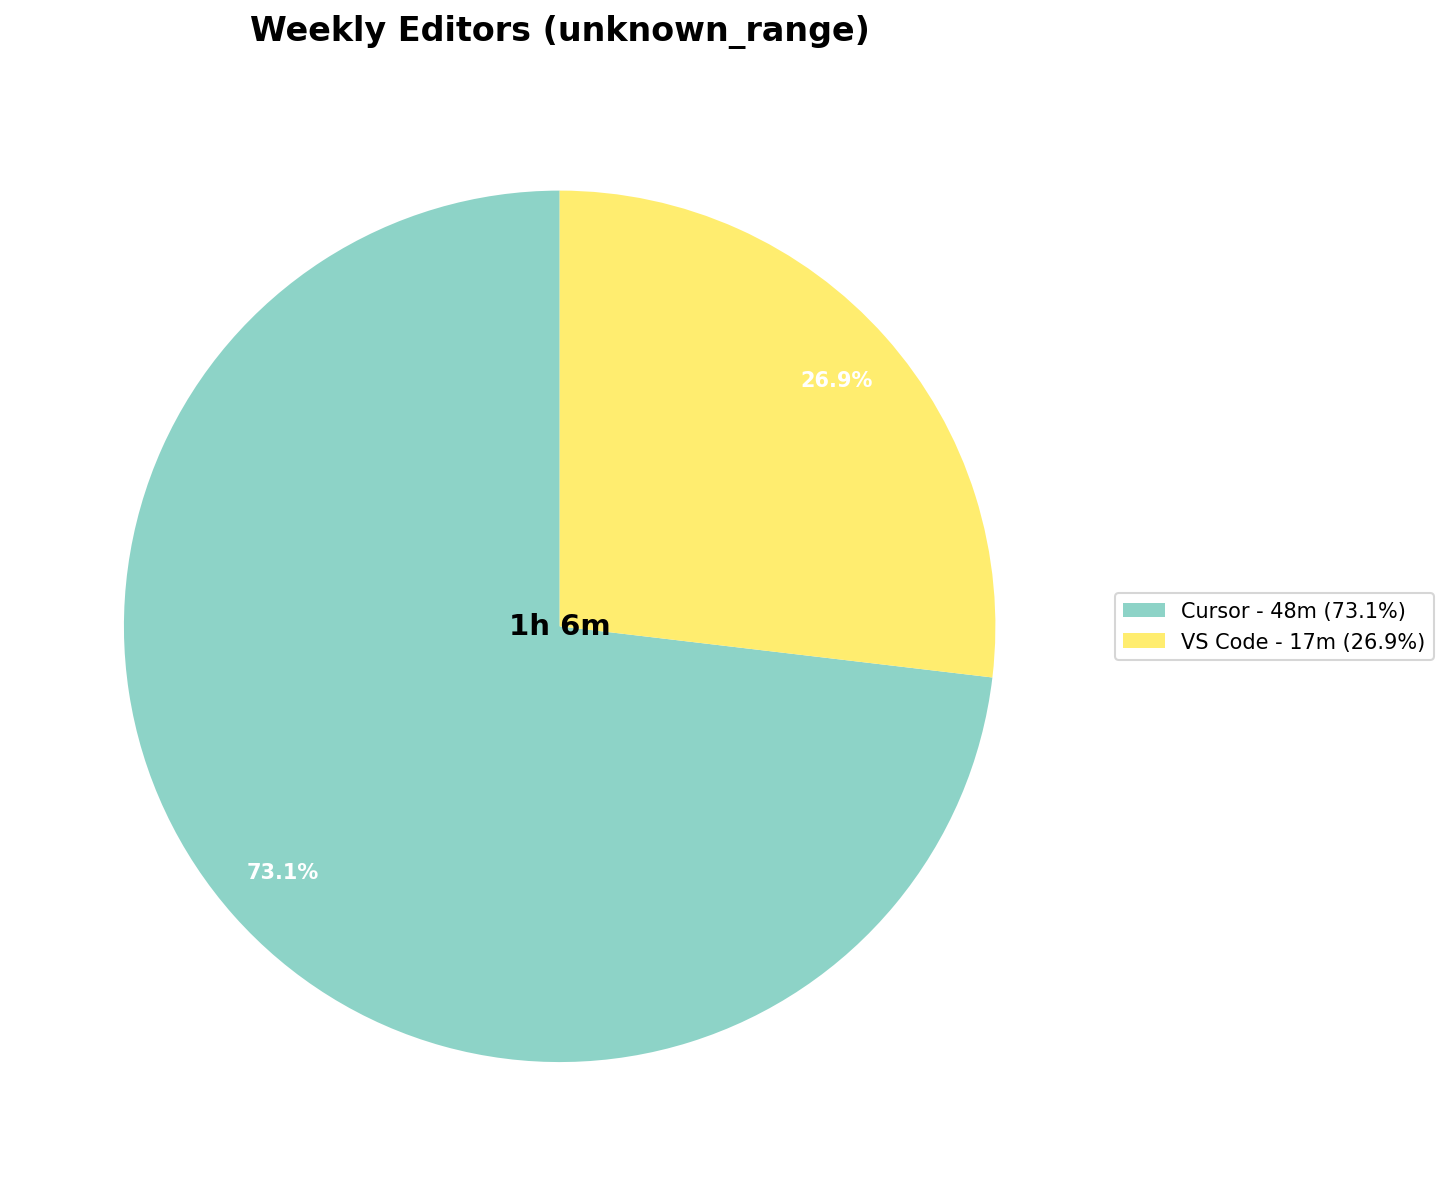 Weekly Editors (unknown_range)
26.9%
1h 6m
Cursor - 48m (73.1%)
VS Code - 17m (26.9%)
73.1%